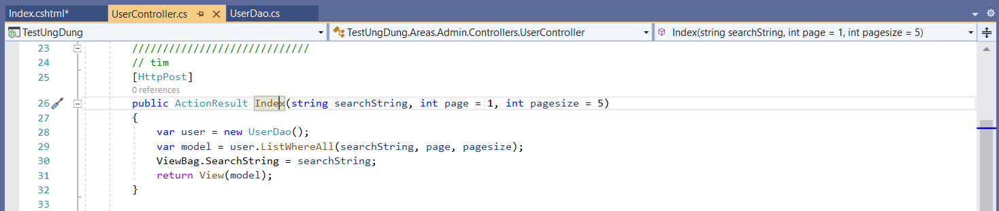 Index.cshtml* UserController.cs UserDao.cs
TestUngDung TestUngDung.Areas.Admin.Controllers.UserController Index(string searchString, int page = 1, int pagesize = 5)
23 /////////////////////////////
24 // tìm
25 [HttpPost]
0 references
26 public ActionResult Index(string searchString, int page = 1, int pagesize = 5)
27 {
28 var user = new UserDao();
29 var model = user.ListWhereAll(searchString, page, pagesize);
30 ViewBag.SearchString = searchString;
31 return View(model);
32 }
33